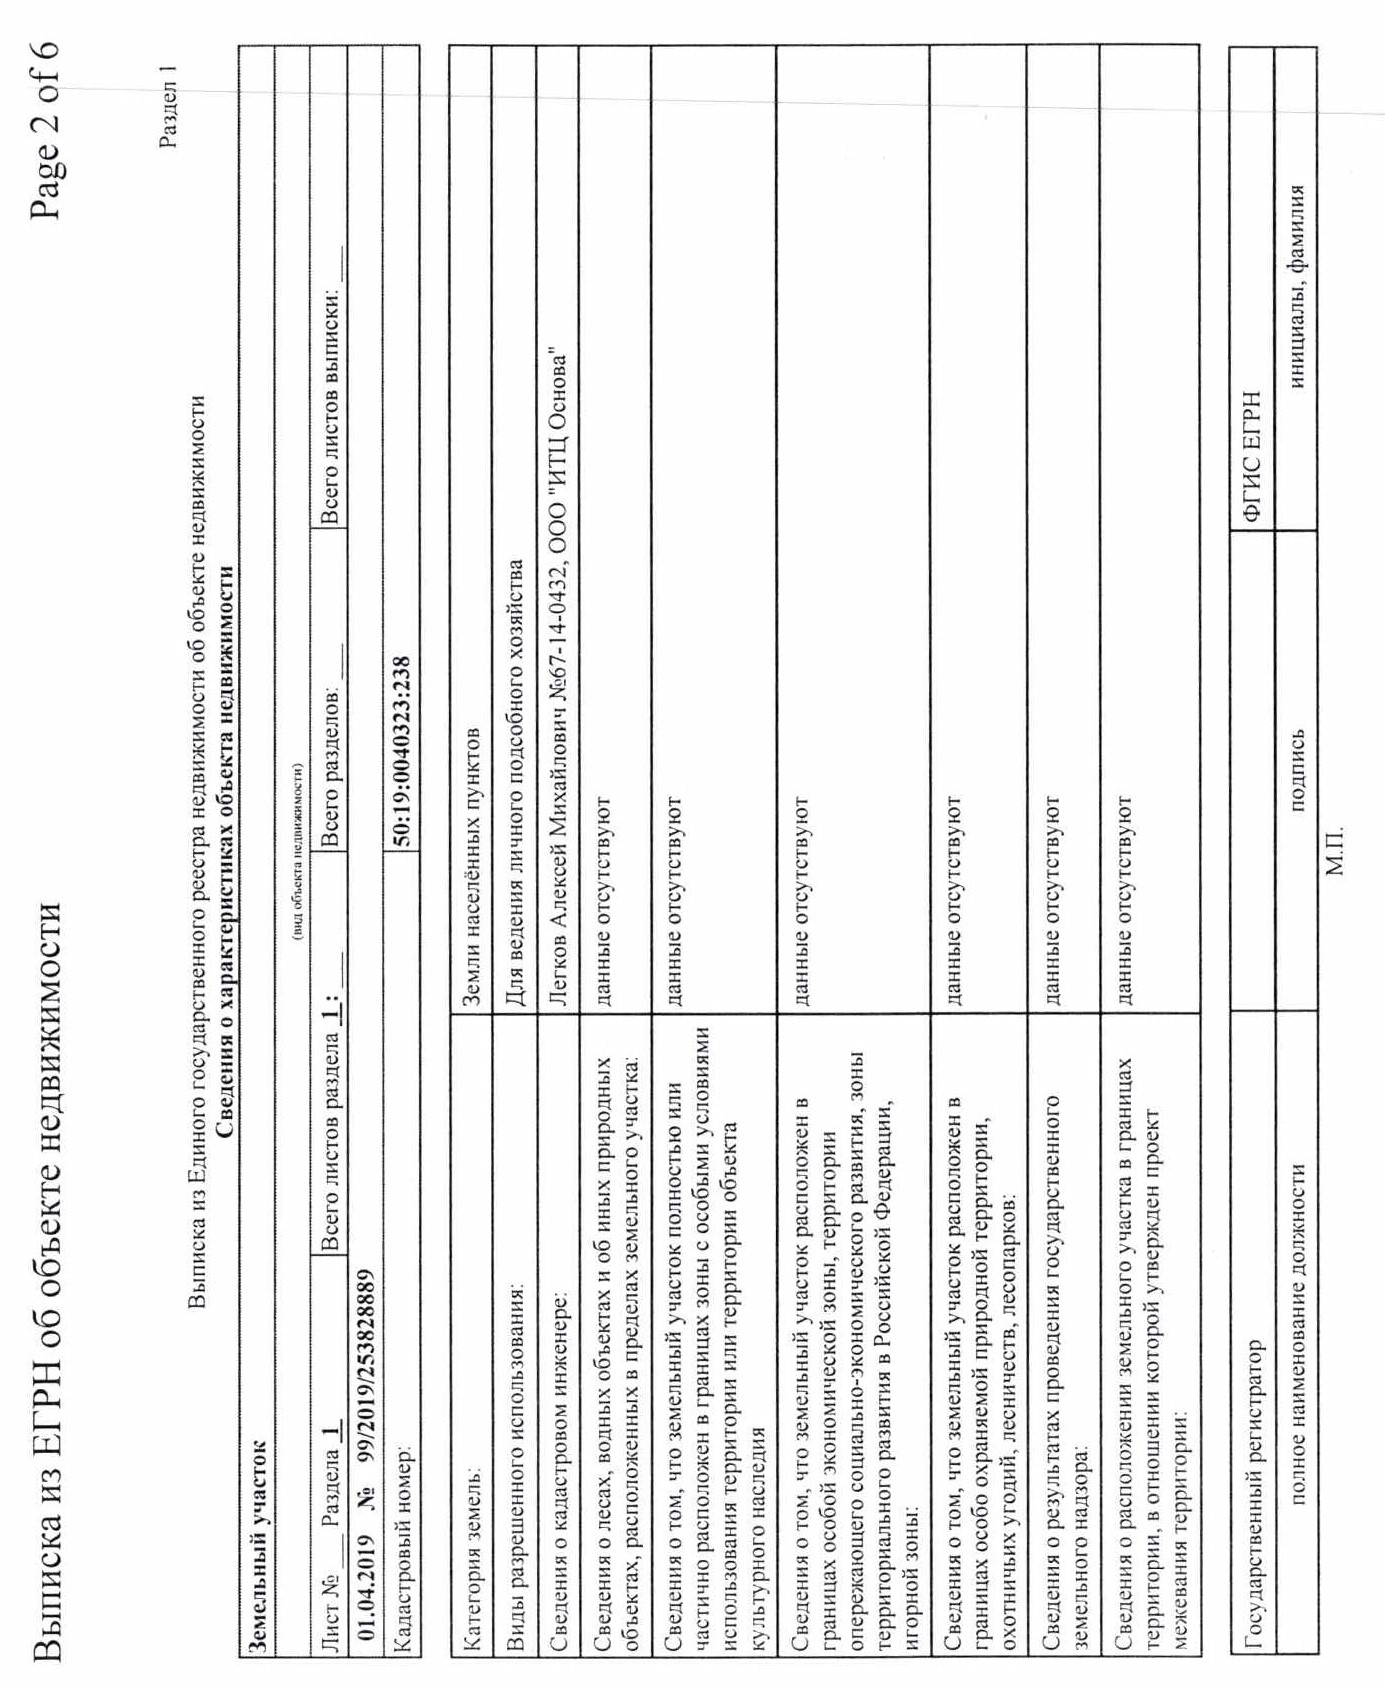 Выписка из ЕГРН об объекте недвижимости Page 2 of 6
Раздел 1
Выписка из Единого государственного реестра недвижимости об объекте недвижимости
Сведения о характеристиках объекта недвижимости
Земельный участок
(вид объекта недвижимости)
Лист № ___ Раздела 1 Всего листов раздела 1 : ___ Всего разделов: ___ Всего листов выписки: ___
01.04.2019 № 99/2019/253828889
Кадастровый номер: 50:19:0040323:238
Категория земель: Земли населённых пунктов
Виды разрешенного использования: Для ведения личного подсобного хозяйства
Сведения о кадастровом инженере: Легков Алексей Михайлович №67-14-0432, ООО "ИТЦ Основа"
Сведения о лесах, водных объектах и об иных природных данные отсутствуют
объектах, расположенных в пределах земельного участка:
Сведения о том, что земельный участок полностью или данные отсутствуют
частично расположен в границах зоны с особыми условиями
использования территории или территории объекта
культурного наследия
Сведения о том, что земельный участок расположен в данные отсутствуют
границах особой экономической зоны, территории
опережающего социально-экономического развития, зоны
территориального развития в Российской Федерации,
игорной зоны:
Сведения о том, что земельный участок расположен в данные отсутствуют
границах особо охраняемой природной территории,
охотничьих угодий, лесничеств, лесопарков:
Сведения о результатах проведения государственного данные отсутствуют
земельного надзора:
Сведения о расположении земельного участка в границах данные отсутствуют
территории, в отношении которой утвержден проект
межевания территории:
Государственный регистратор ФГИС ЕГРН
полное наименование должности подпись инициалы, фамилия
М.П.